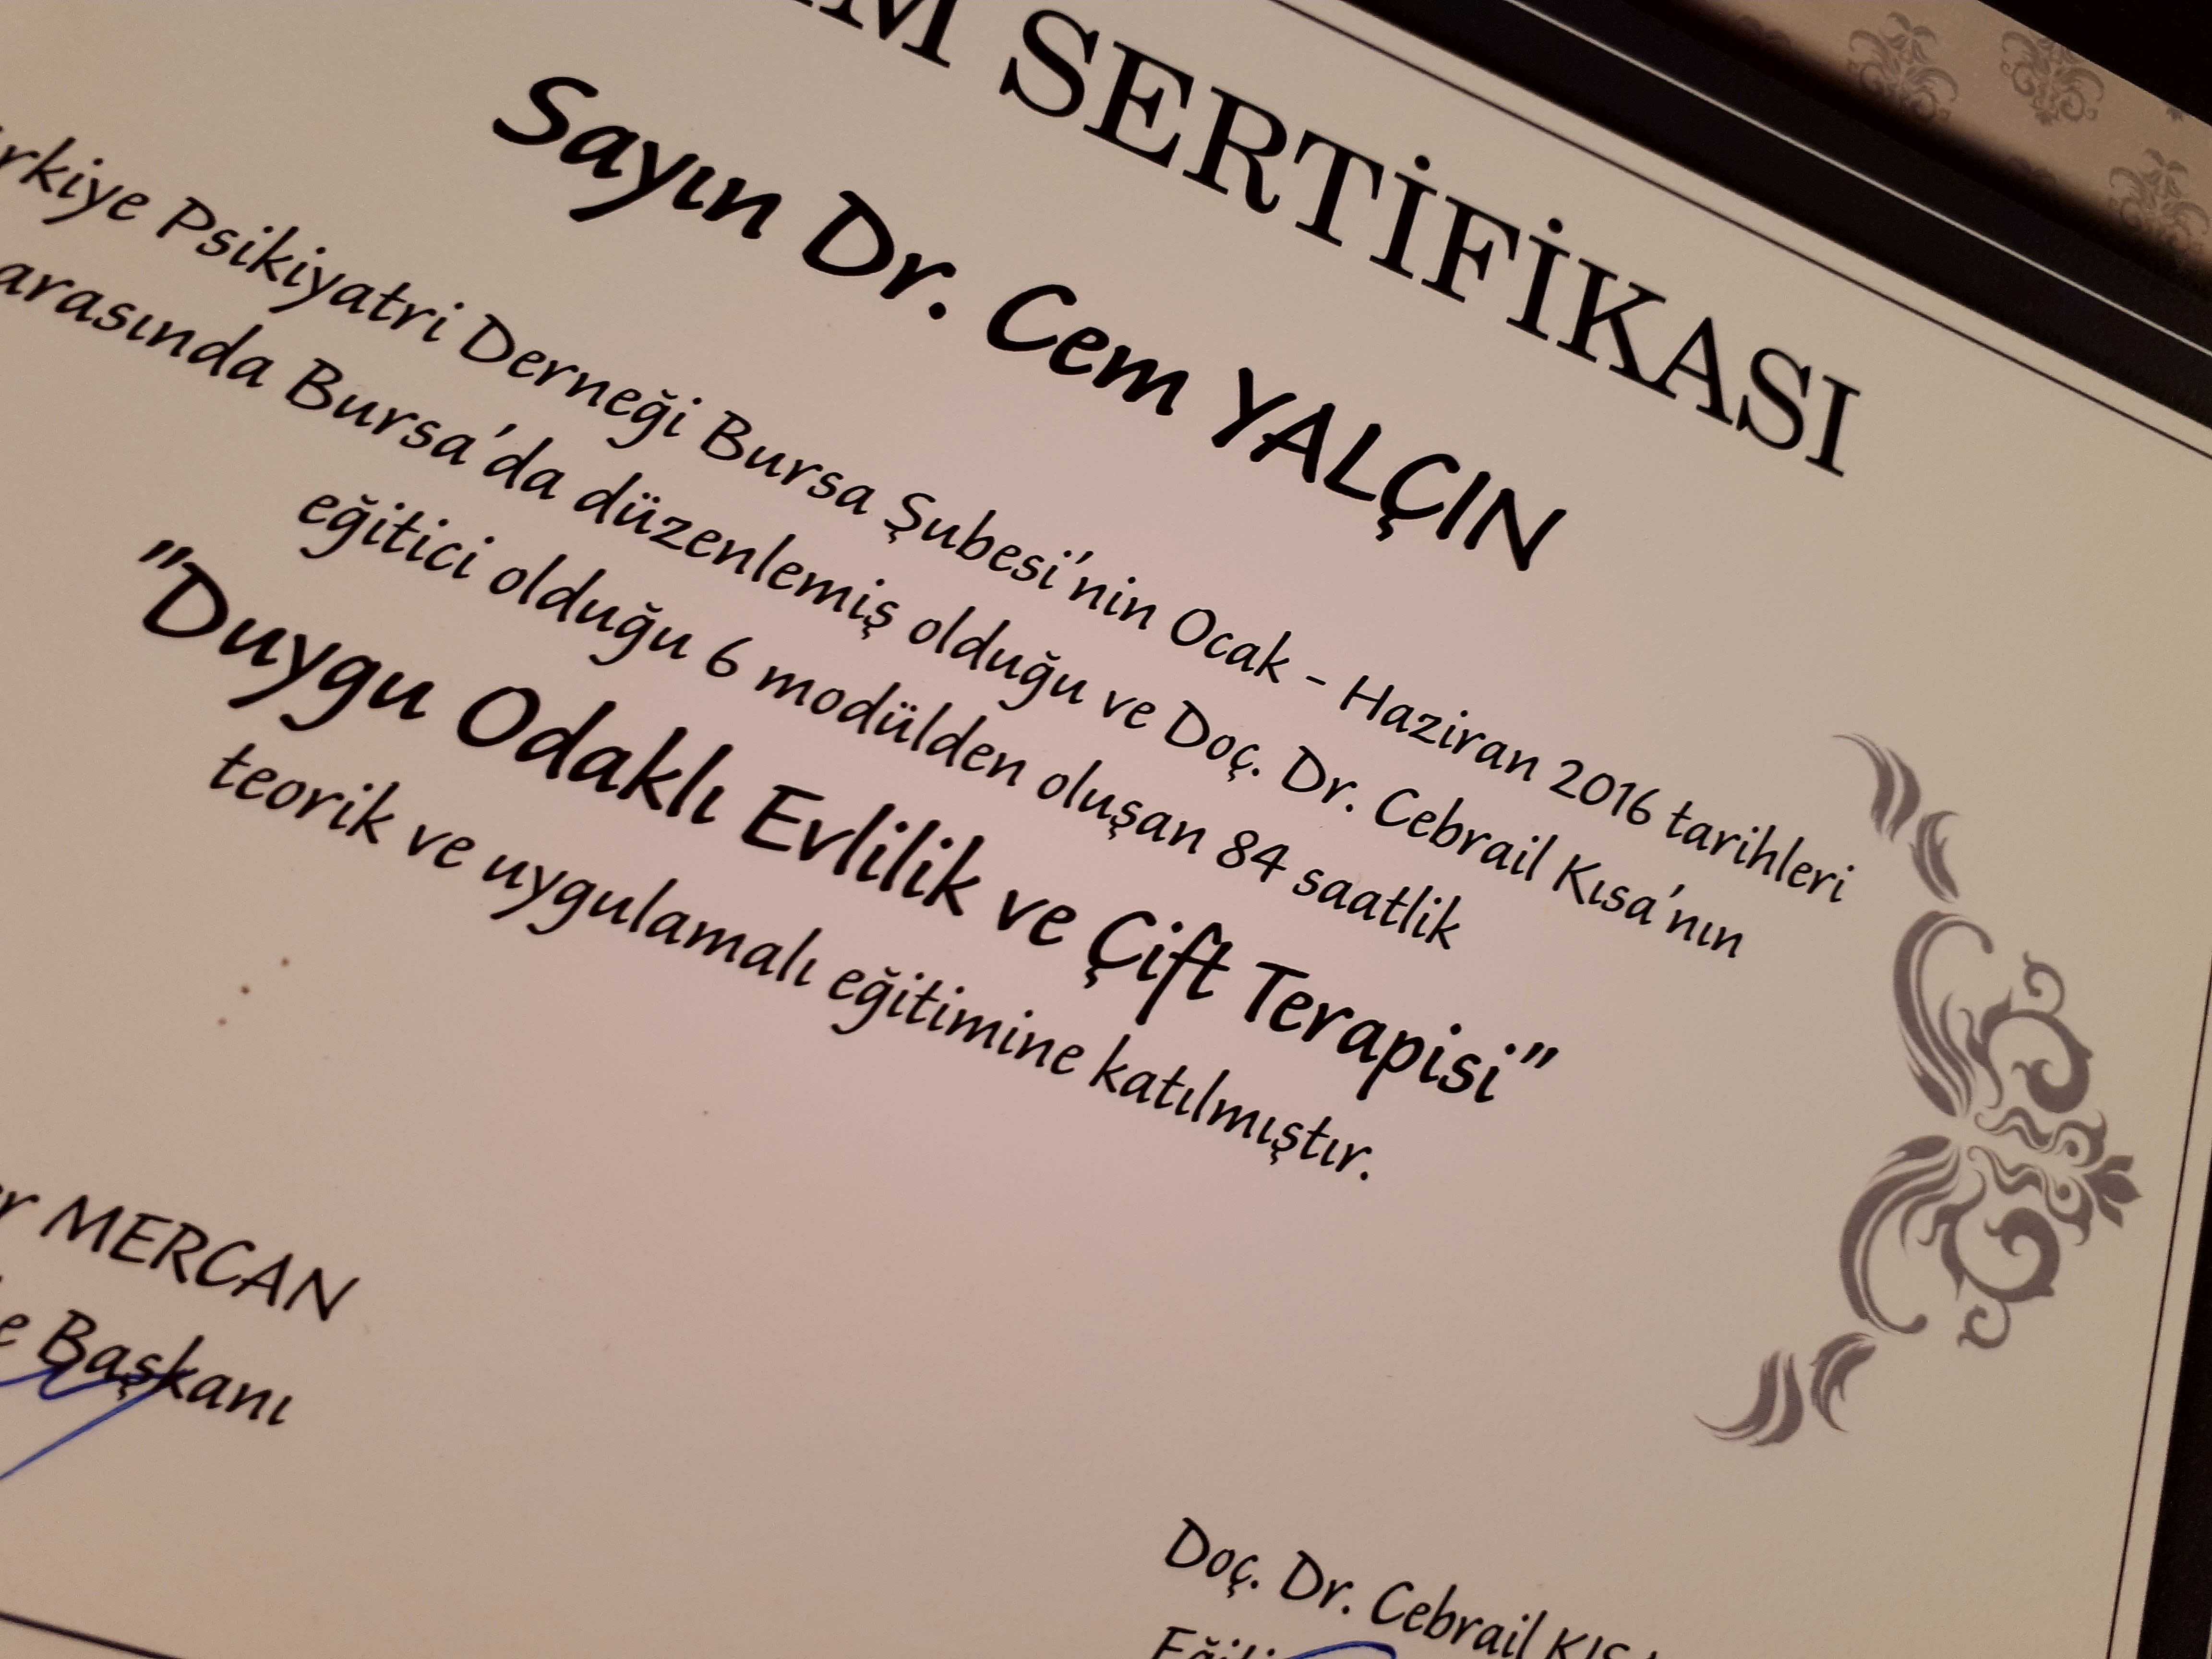 SERTİFİKASI
Sayın Dr. Cem YALÇIN
Psikiyatri Derneği Bursa Şubesi'nin Ocak - Haziran 2016 tarihleri
arasında Bursa'da düzenlemiş olduğu ve Doç. Dr. Cebrail Kısa'nın
eğitici olduğu 6 modülden oluşan 84 saatlik
"Duygu Odaklı Evlilik ve Çift Terapisi"
teorik ve uygulamalı eğitimine katılmıştır.
MERCAN
Başkanı
Doç. Dr. Cebrail